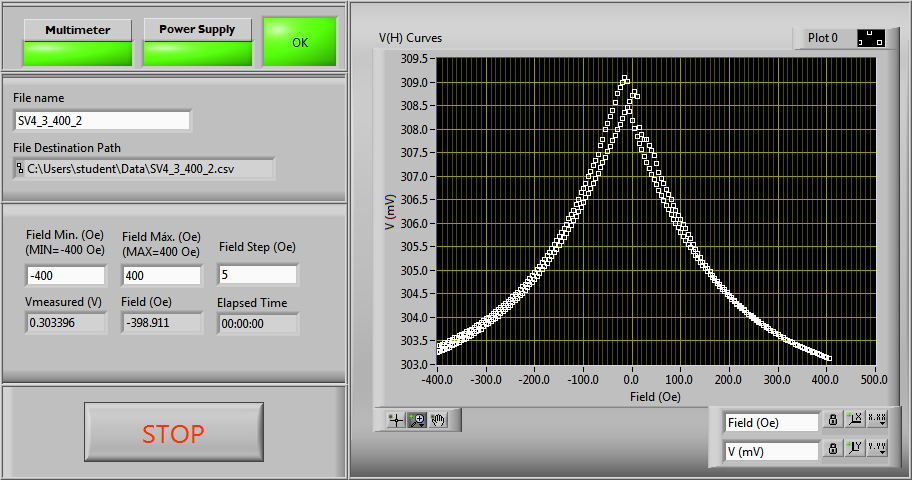 Multimeter
Power Supply
OK
File name
SV4_3_400_2
File Destination Path
C:\Users\student\Data\SV4_3_400_2.csv
Field Min. (Oe)
(MIN=-400 Oe)
Field Máx. (Oe)
(MAX=400 Oe)
Field Step (Oe)
-400
400
5
Vmeasured (V)
Field (Oe)
Elapsed Time
0.303396
-398.911
00:00:00
STOP
V(H) Curves
Plot 0
309.5
309.0
308.5
308.0
307.5
307.0
306.5
306.0
305.5
305.0
304.5
304.0
303.5
303.0
V (mV)
-400.0
-300.0
-200.0
-100.0
0.0
100.0
200.0
300.0
400.0
500.0
Field (Oe)
Field (Oe)
X
X.XX
V (mV)
Y
Y.YY